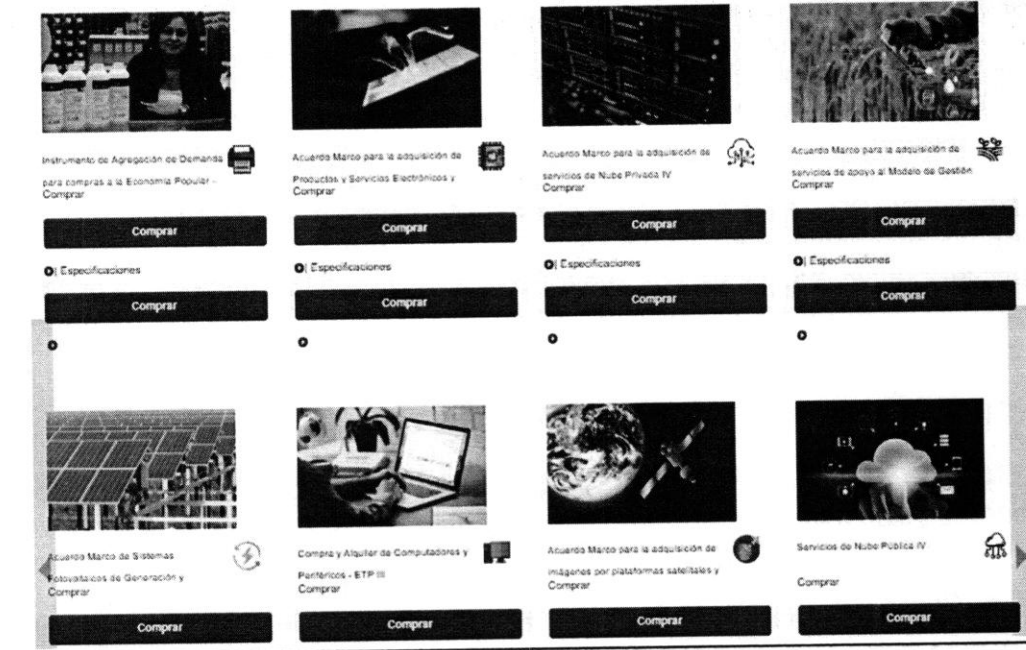 Instrumento de Agregación de Demanda
para compras a la Economía Popular -
Comprar
Comprar
| Especificaciones
Comprar
Acuerdo Marco para la adquisición de
Productos y Servicios Electrónicos y
Comprar
Comprar
| Especificaciones
Comprar
Acuerdo Marco para la adquisición de
servicios de Nube Privada IV
Comprar
Comprar
| Especificaciones
Comprar
Acuerdo Marco para la adquisición de
servicios de apoyo al Modelo de Gestión
Comprar
Comprar
| Especificaciones
Comprar
Acuerdo Marco de Sistemas
Fotovoltaicos de Generación y
Comprar
Comprar
Compra y Alquiler de Computadores y
Periféricos - ETP III
Comprar
Comprar
Acuerdo Marco para la adquisición de
imágenes por plataformas satelitales y
Comprar
Comprar
Servicios de Nube Pública IV
Comprar
Comprar